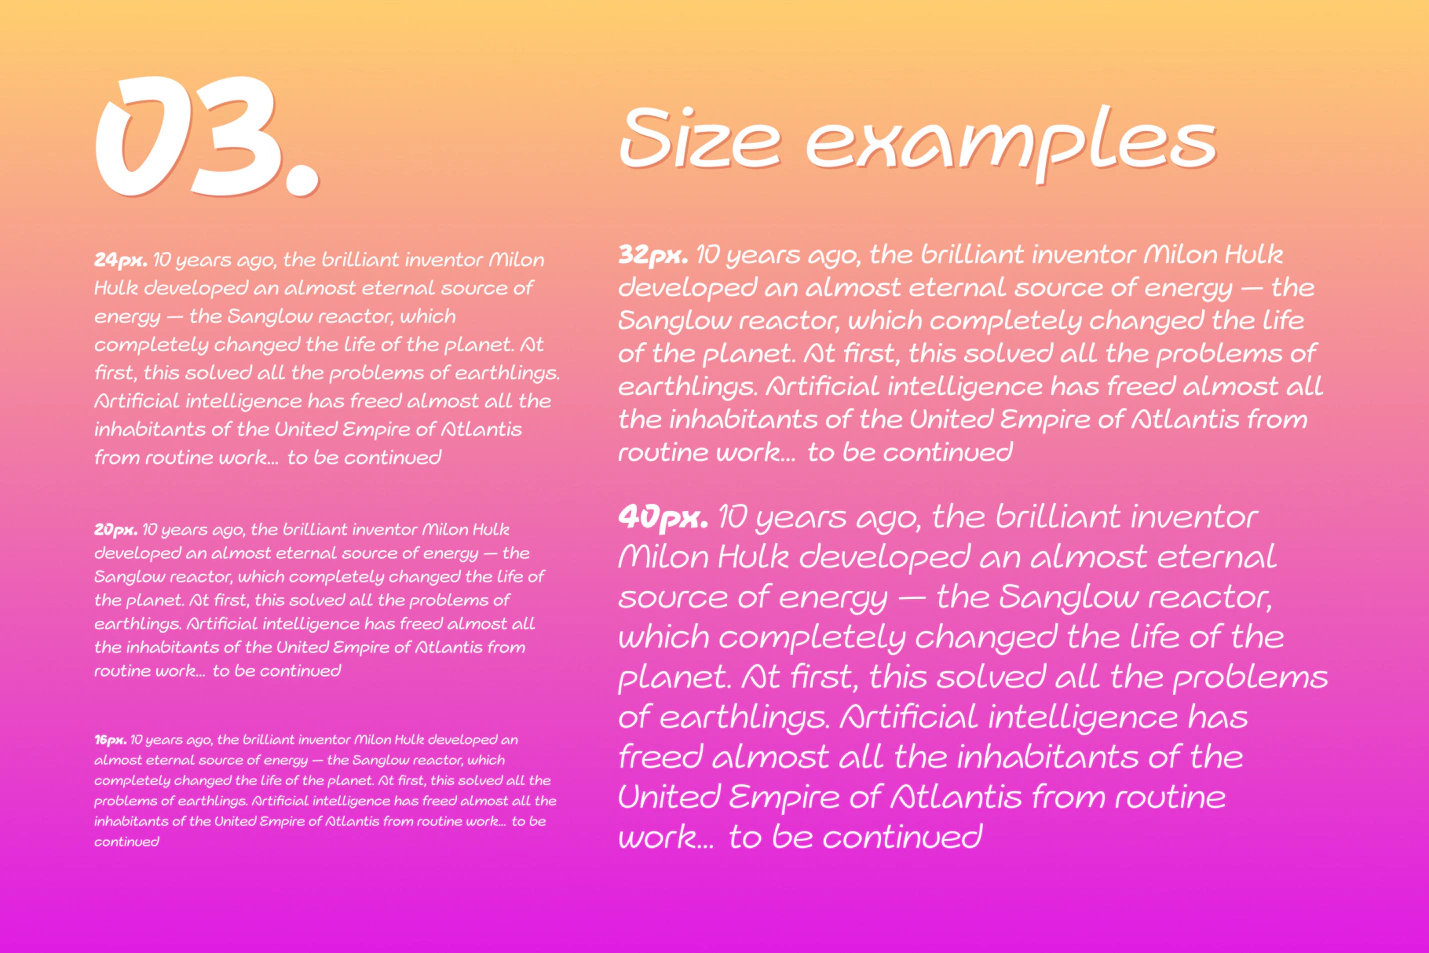 03.
Size examples
24px. 10 years ago, the brilliant inventor Milon
Hulk developed an almost eternal source of
energy — the Sanglow reactor, which
completely changed the life of the planet. At
first, this solved all the problems of earthlings.
Artificial intelligence has freed almost all the
inhabitants of the United Empire of Atlantis
from routine work... to be continued
20px. 10 years ago, the brilliant inventor Milon Hulk
developed an almost eternal source of energy — the
Sanglow reactor, which completely changed the life of
the planet. At first, this solved all the problems of
earthlings. Artificial intelligence has freed almost all
the inhabitants of the United Empire of Atlantis from
routine work... to be continued
16px. 10 years ago, the brilliant inventor Milon Hulk developed an
almost eternal source of energy — the Sanglow reactor, which
completely changed the life of the planet. At first, this solved all the
problems of earthlings. Artificial intelligence has freed almost all the
inhabitants of the United Empire of Atlantis from routine work... to be
continued
32px. 10 years ago, the brilliant inventor Milon Hulk
developed an almost eternal source of energy — the
Sanglow reactor, which completely changed the life
of the planet. At first, this solved all the problems of
earthlings. Artificial intelligence has freed almost all
the inhabitants of the United Empire of Atlantis from
routine work... to be continued
40px. 10 years ago, the brilliant inventor
Milon Hulk developed an almost eternal
source of energy — the Sanglow reactor,
which completely changed the life of the
planet. At first, this solved all the problems
of earthlings. Artificial intelligence has
freed almost all the inhabitants of the
United Empire of Atlantis from routine
work... to be continued